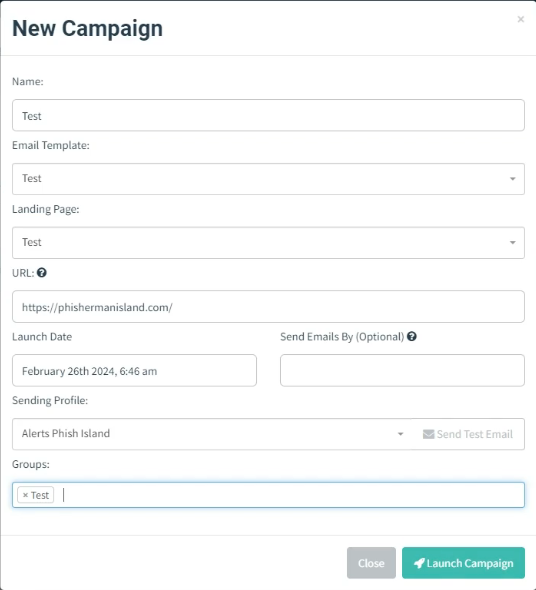 New Campaign
×
Name:
Test
Email Template:
Test
Landing Page:
Test
URL: ?
https://phishermanisland.com/
Launch Date
Send Emails By (Optional) ?
February 26th 2024, 6:46 am
Sending Profile:
Alerts Phish Island
Send Test Email
Groups:
× Test
Close
Launch Campaign